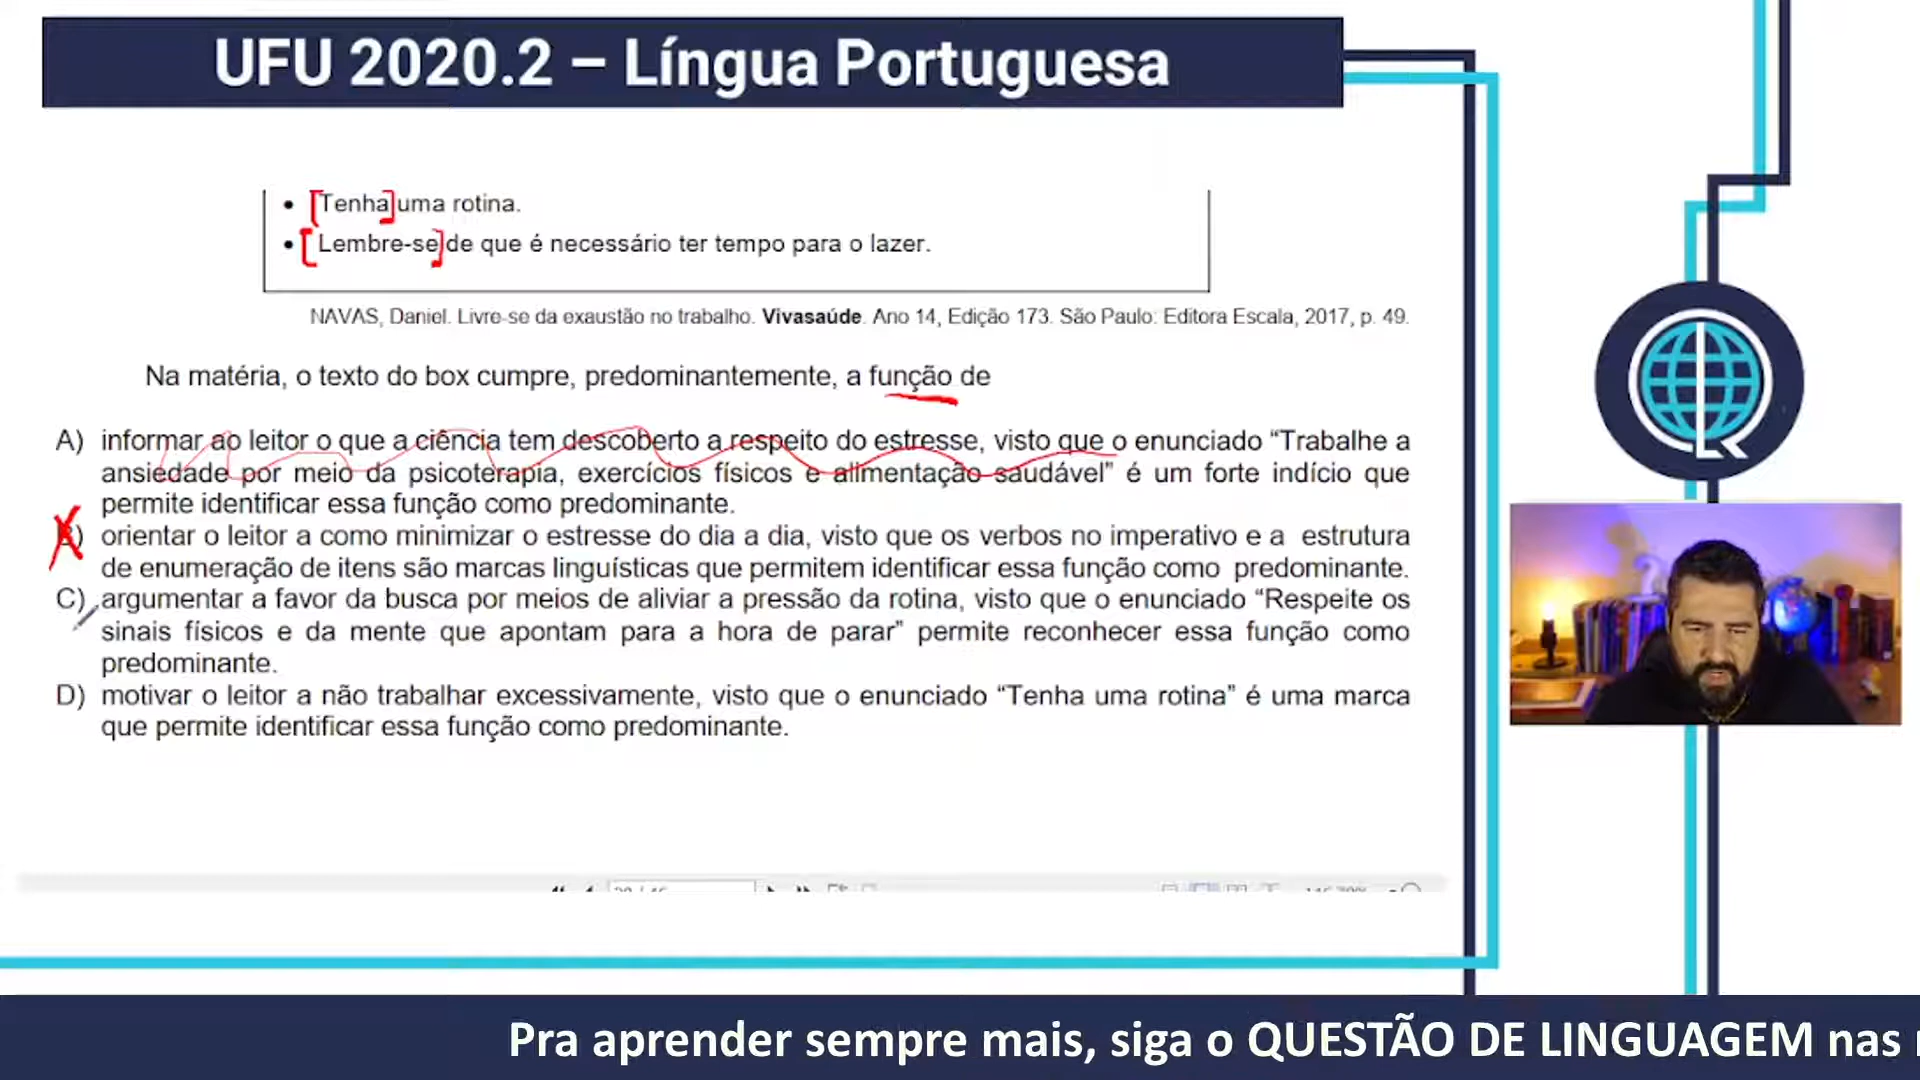 UFU 2020.2 – Língua Portuguesa
• Tenha uma rotina.
• Lembre-se de que é necessário ter tempo para o lazer.
NAVAS, Daniel. Livre-se da exaustão no trabalho. Vivasaúde. Ano 14, Edição 173. São Paulo: Editora Escala, 2017, p. 49.
Na matéria, o texto do box cumpre, predominantemente, a função de
A) informar ao leitor o que a ciência tem descoberto a respeito do estresse, visto que o enunciado “Trabalhe a
ansiedade por meio da psicoterapia, exercícios físicos e alimentação saudável” é um forte indício que
permite identificar essa função como predominante.
B) orientar o leitor a como minimizar o estresse do dia a dia, visto que os verbos no imperativo e a estrutura
de enumeração de itens são marcas linguísticas que permitem identificar essa função como predominante.
C) argumentar a favor da busca por meios de aliviar a pressão da rotina, visto que o enunciado “Respeite os
sinais físicos e da mente que apontam para a hora de parar” permite reconhecer essa função como
predominante.
D) motivar o leitor a não trabalhar excessivamente, visto que o enunciado “Tenha uma rotina” é uma marca
que permite identificar essa função como predominante.
Pra aprender sempre mais, siga o QUESTÃO DE LINGUAGEM nas